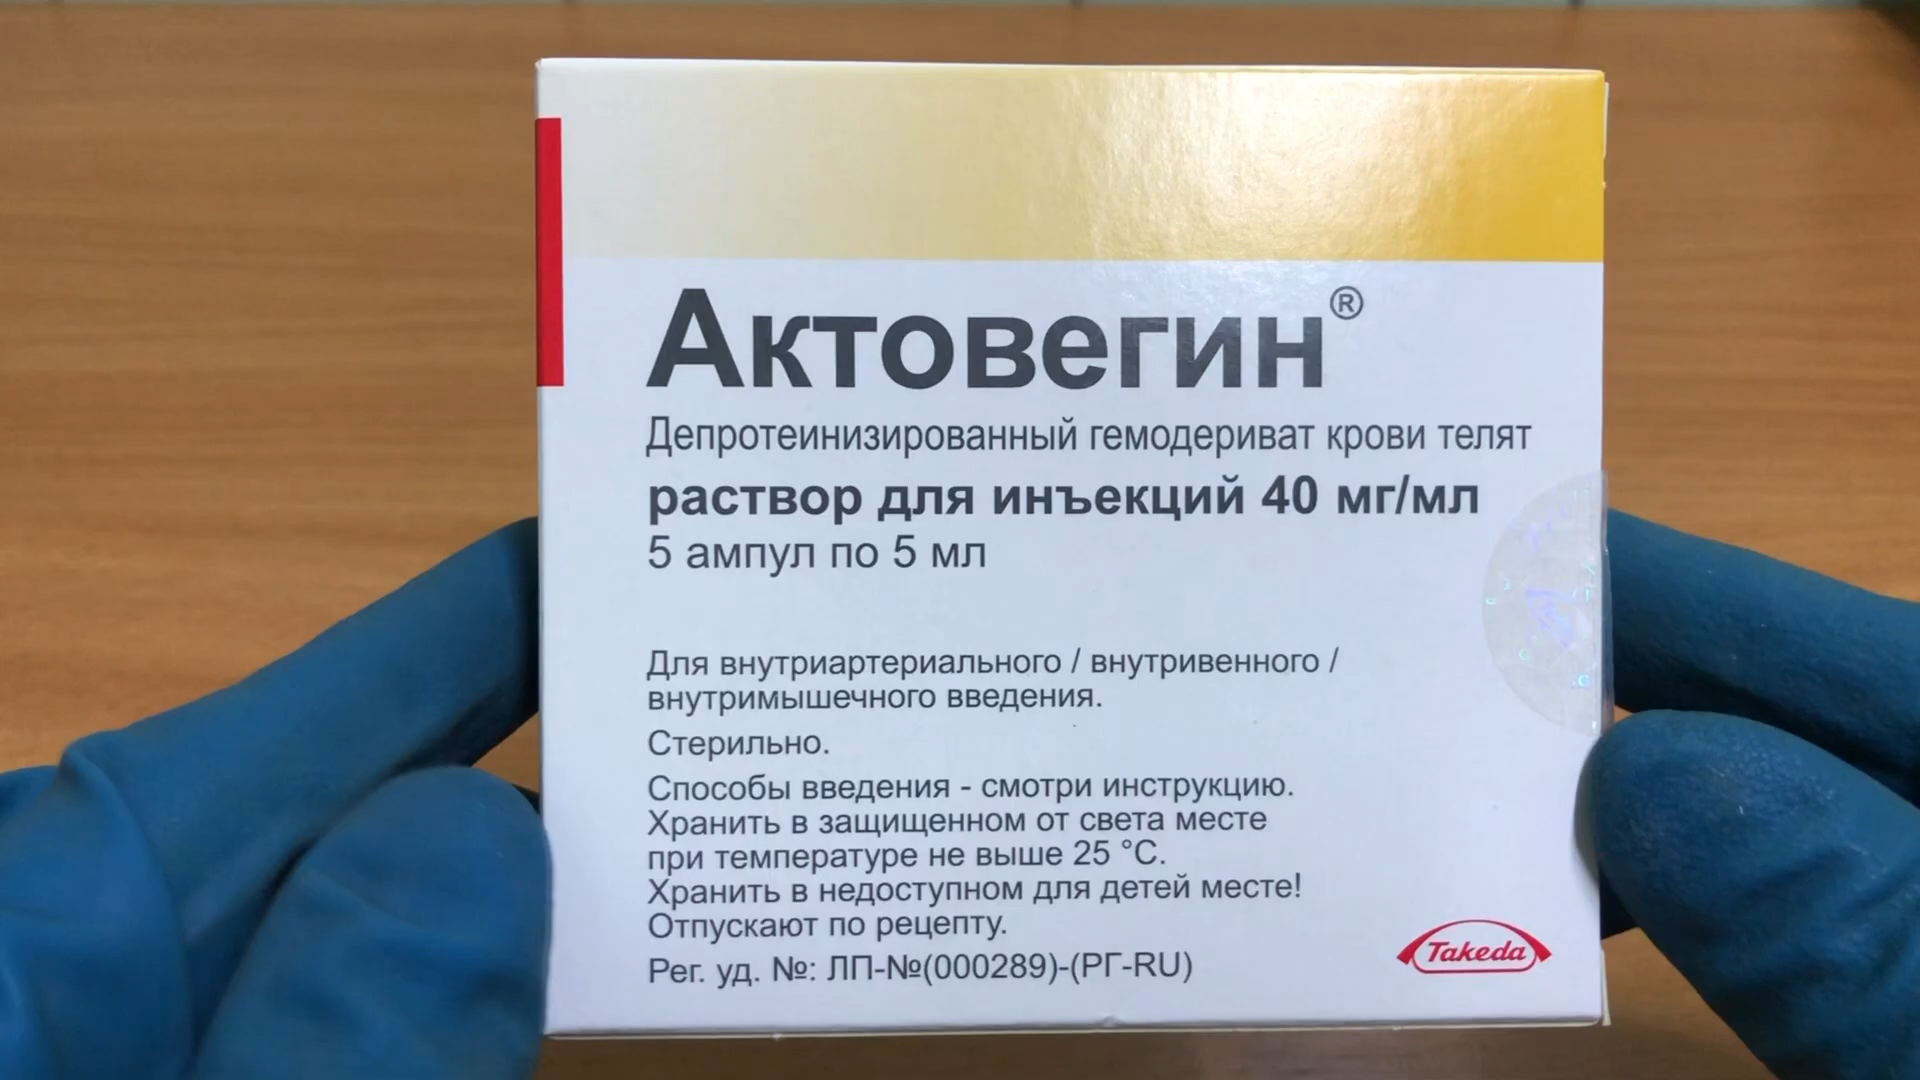 Актовегин®
Депротеинизированный гемодериват крови телят
раствор для инъекций 40 мг/мл
5 ампул по 5 мл
Для внутриартериального / внутривенного /
внутримышечного введения.
Стерильно.
Способы введения - смотри инструкцию.
Хранить в защищенном от света месте
при температуре не выше 25 °C.
Хранить в недоступном для детей месте!
Отпускают по рецепту.
Рег. уд. №: ЛП-№(000289)-(РГ-RU)
Takeda